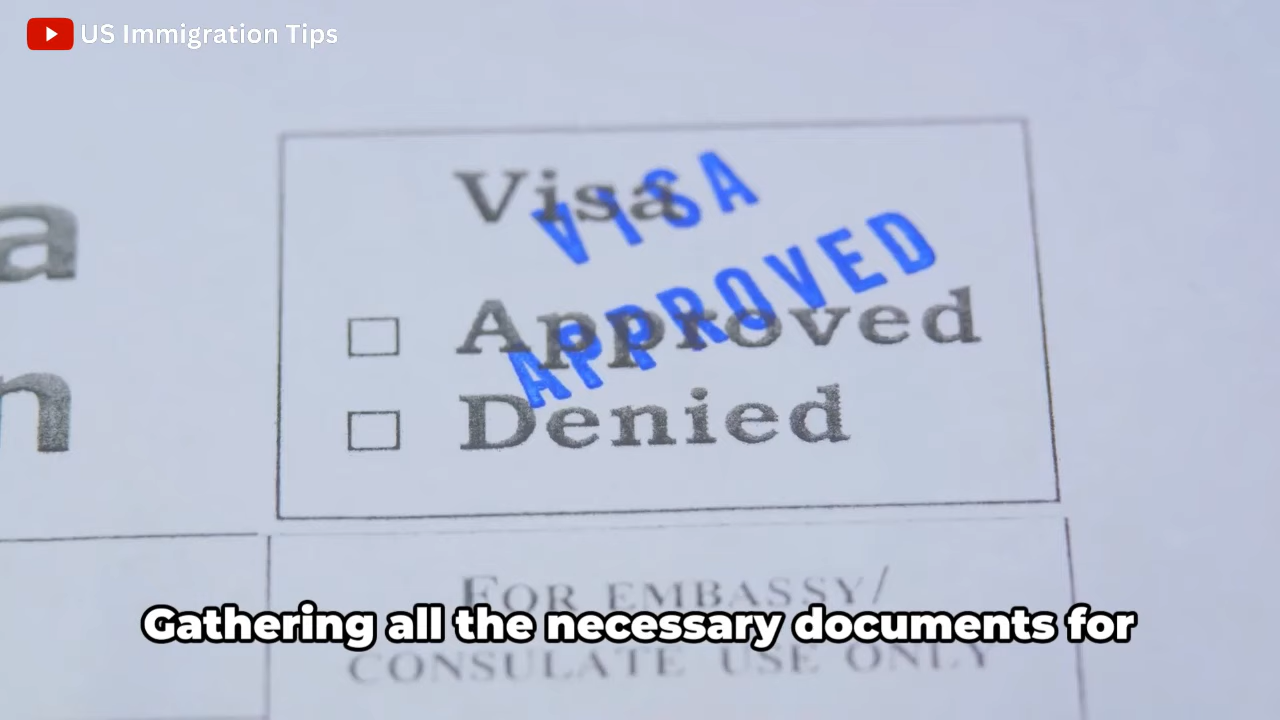 US Immigration Tips
a
n
Visa
VISA
APPROVED
Approved
Denied
FOR EMBASSY/
CONSULATE USE ONLY
Gathering all the necessary documents for